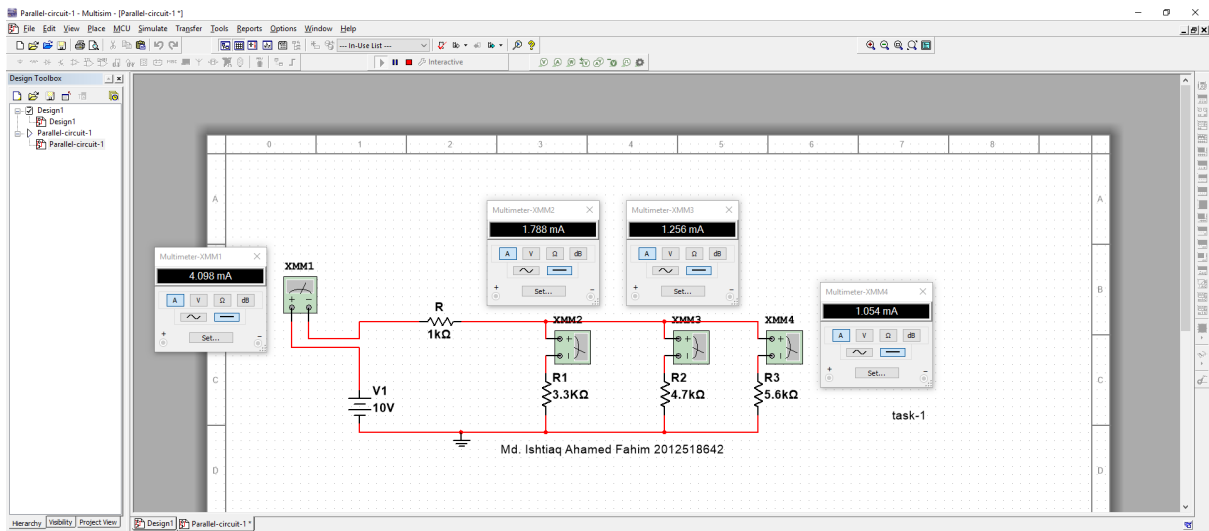 Parallel-circuit-1 - Multisim - [Parallel-circuit-1 *]
File Edit View Place MCU Simulate Transfer Tools Reports Options Window Help
--- In-Use List ---
Interactive
Design Toolbox
Design1
Design1
Parallel-circuit-1
Parallel-circuit-1
0 1 2 3 4 5 6 7 8
A A
B B
C C
D D
Multimeter-XMM1
4.098 mA
A V Ω dB
Set...
+ -
Multimeter-XMM2
1.788 mA
A V Ω dB
Set...
+ -
Multimeter-XMM3
1.256 mA
A V Ω dB
Set...
+ -
Multimeter-XMM4
1.054 mA
A V Ω dB
Set...
+ -
XMM1
R
1kΩ
XMM2
XMM3
XMM4
R1
3.3KΩ
R2
4.7kΩ
R3
5.6kΩ
V1
10V
task-1
Md. Ishtiaq Ahamed Fahim 2012518642
Hierarchy Visibility Project View
Design1 Parallel-circuit-1 *